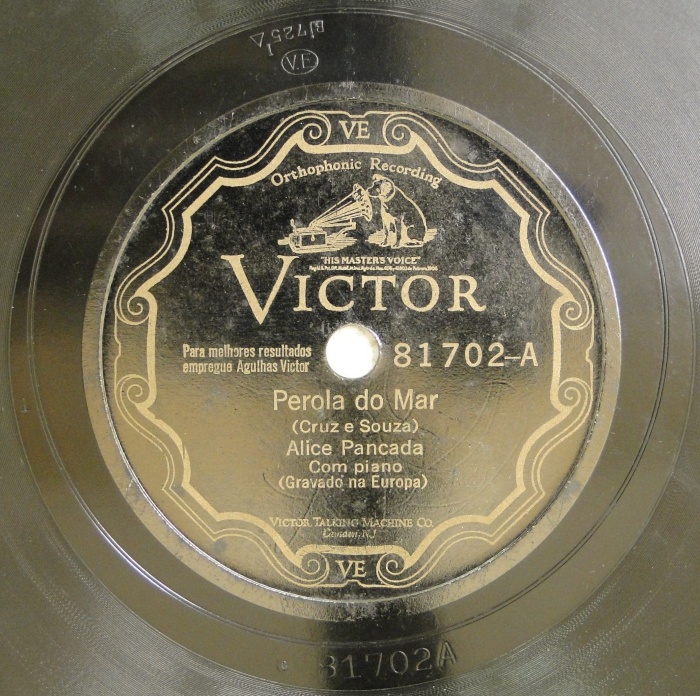 V.E
VE
Orthophonic Recording
"HIS MASTER'S VOICE"
VICTOR
Para melhores resultados
empregue Agulhas Victor
81702-A
Perola do Mar
(Cruz e Souza)
Alice Pancada
Com piano
(Gravado na Europa)
VICTOR TALKING MACHINE CO.
Camden, N.J.
VE
81702A